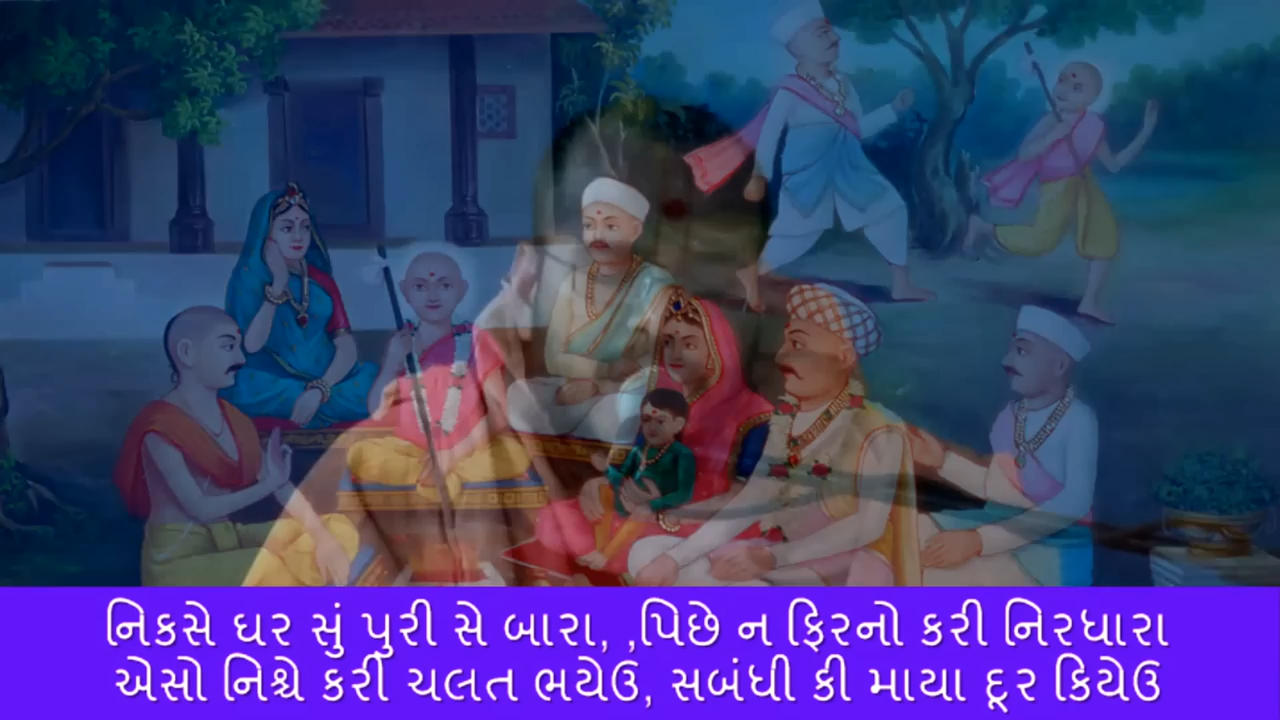 નિકસે ઘર સું પુરી સે બારા, ,પિછે ન ફિરનો કરી નિરધારા
એસો નિશ્ચે કરી ચલત ભયેઉ, સબંધી કી માયા દૂર કિયેઉ